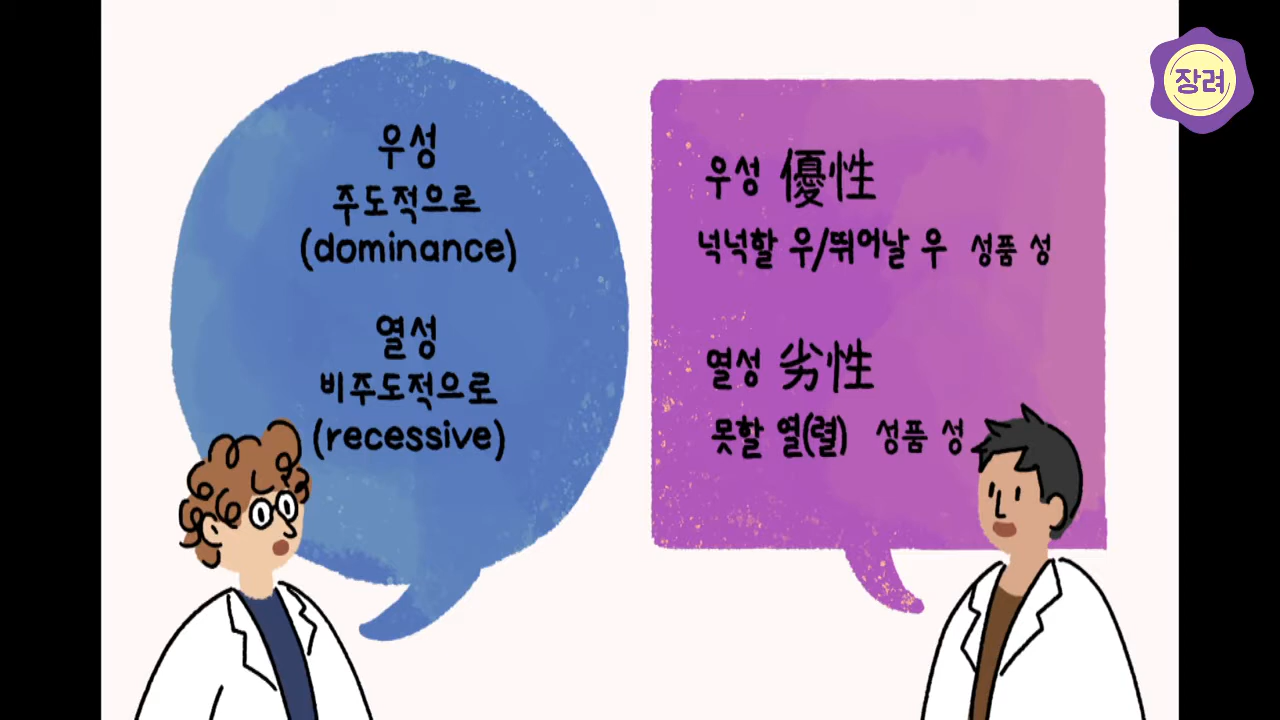 우성
주도적으로
(dominance)
열성
비주도적으로
(recessive)
우성 優性
넉넉할 우/뛰어날 우 성품 성
열성 劣性
못할 열(렬) 성품 성
장려